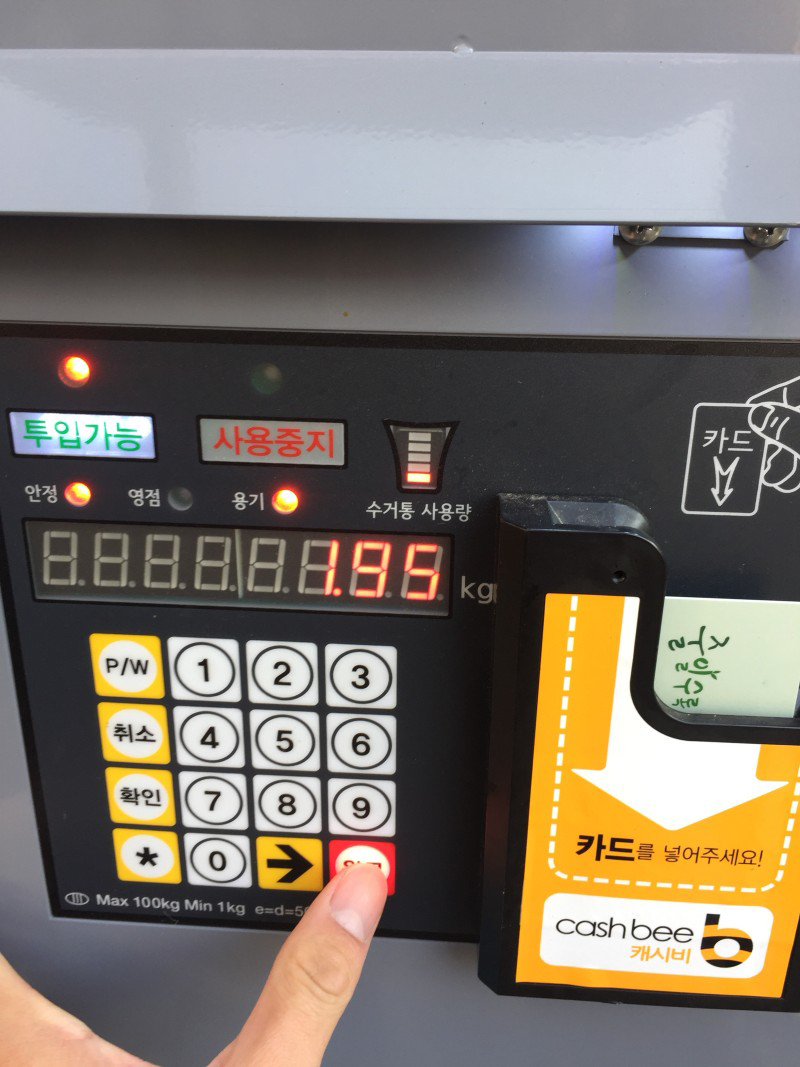 투입가능
사용중지
카드
안정
영점
용기
수거통 사용량
1.95 kg
P/W 1 2 3
취소 4 5 6
확인 7 8 9
* 0 →
Max 100kg Min 1kg e=d=5
카드를 넣어주세요!
cashbee b
캐시비